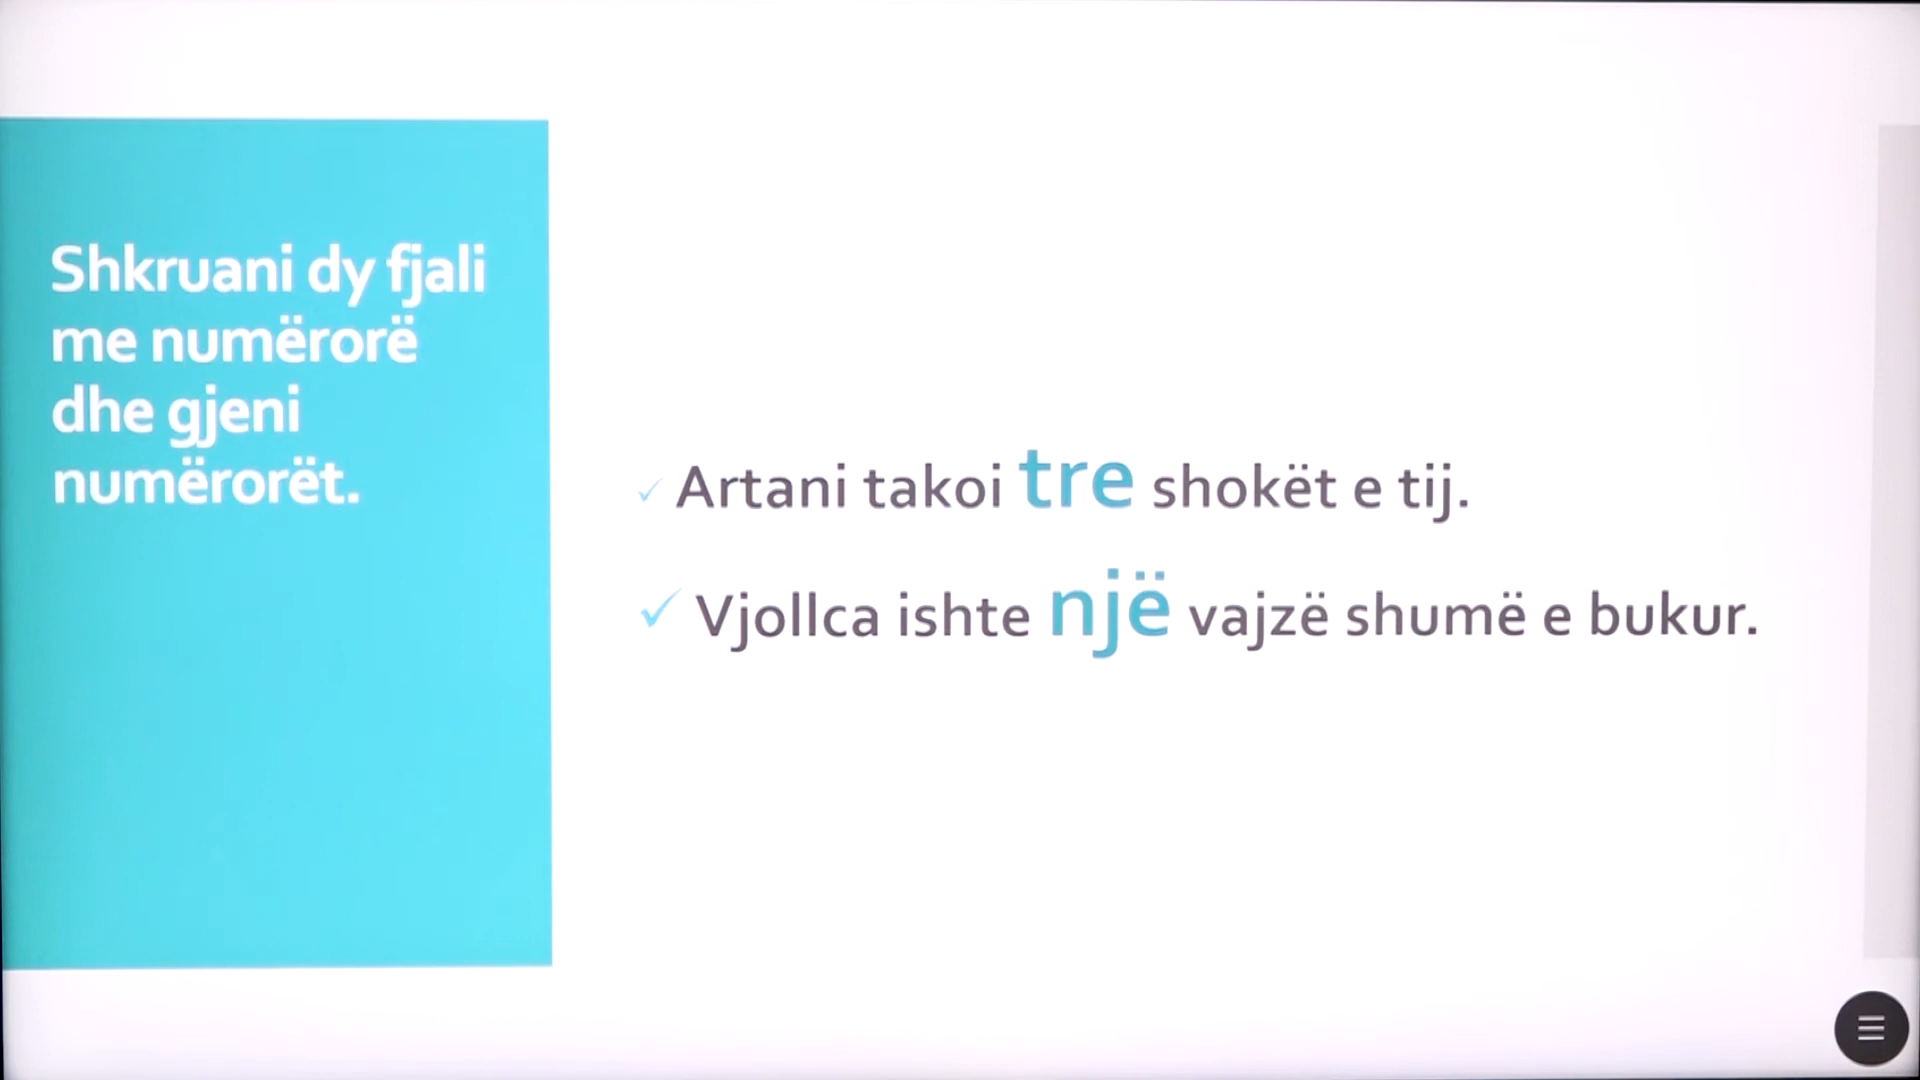 Shkruani dy fjali
me numërorë
dhe gjeni
numërorët.
Artani takoi tre shokët e tij.
Vjollca ishte një vajzë shumë e bukur.